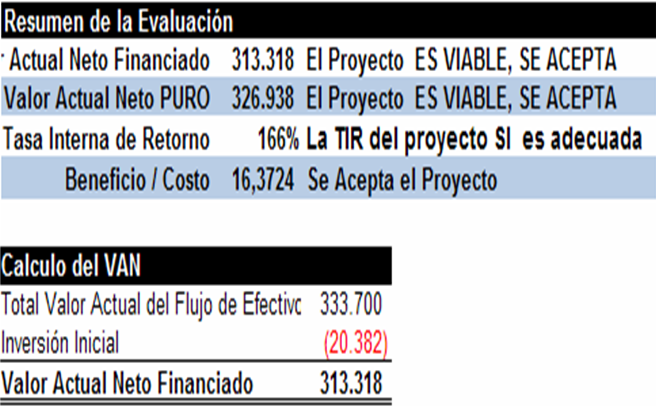 Resumen de la Evaluación
Actual Neto Financiado 313.318 El Proyecto ES VIABLE, SE ACEPTA
Valor Actual Neto PURO 326.938 El Proyecto ES VIABLE, SE ACEPTA
Tasa Interna de Retorno 166% La TIR del proyecto SI es adecuada
Beneficio / Costo 16,3724 Se Acepta el Proyecto
Calculo del VAN
Total Valor Actual del Flujo de Efectivo 333.700
Inversión Inicial (20.382)
Valor Actual Neto Financiado 313.318